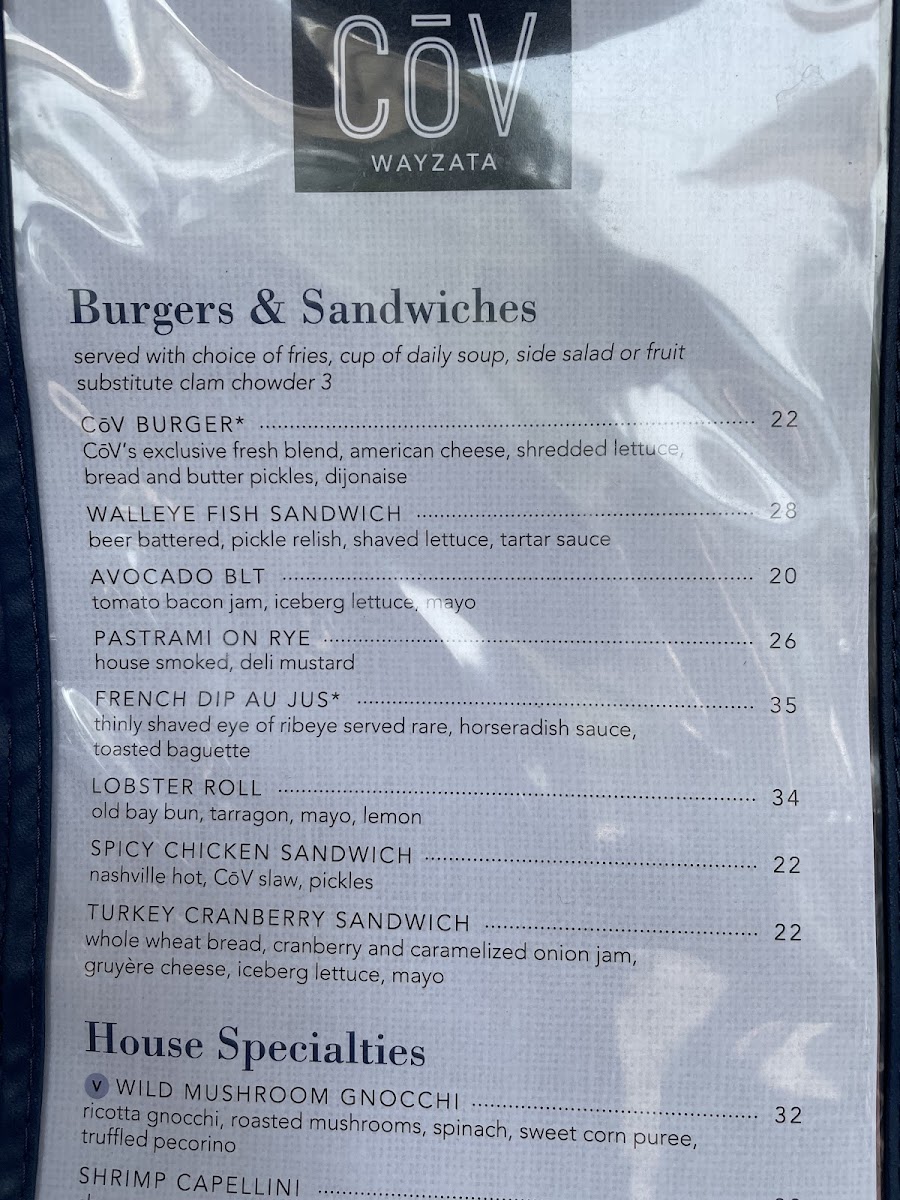 CōV
WAYZATA
Burgers & Sandwiches
served with choice of fries, cup of daily soup, side salad or fruit
substitute clam chowder 3
CōV BURGER* 22
CōV's exclusive fresh blend, american cheese, shredded lettuce,
bread and butter pickles, dijonaise
WALLEYE FISH SANDWICH 28
beer battered, pickle relish, shaved lettuce, tartar sauce
AVOCADO BLT 20
tomato bacon jam, iceberg lettuce, mayo
PASTRAMI ON RYE 26
house smoked, deli mustard
FRENCH DIP AU JUS* 35
thinly shaved eye of ribeye served rare, horseradish sauce,
toasted baguette
LOBSTER ROLL 34
old bay bun, tarragon, mayo, lemon
SPICY CHICKEN SANDWICH 22
nashville hot, CōV slaw, pickles
TURKEY CRANBERRY SANDWICH 22
whole wheat bread, cranberry and caramelized onion jam,
gruyère cheese, iceberg lettuce, mayo
House Specialties
V WILD MUSHROOM GNOCCHI 32
ricotta gnocchi, roasted mushrooms, spinach, sweet corn puree,
truffled pecorino
SHRIMP CAPELLINI